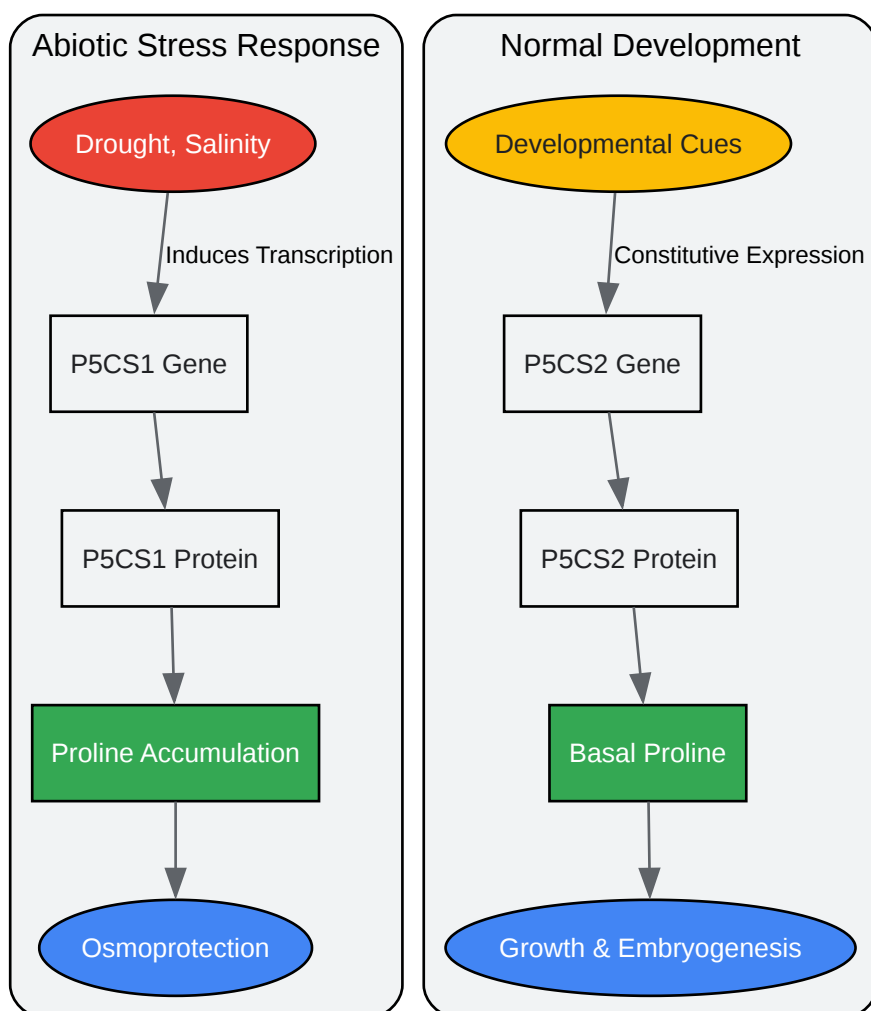 Abiotic Stress Response
Drought, Salinity
Induces Transcription
P5CS1 Gene
P5CS1 Protein
Proline Accumulation
Osmoprotection
Normal Development
Developmental Cues
Constitutive Expression
P5CS2 Gene
P5CS2 Protein
Basal Proline
Growth & Embryogenesis